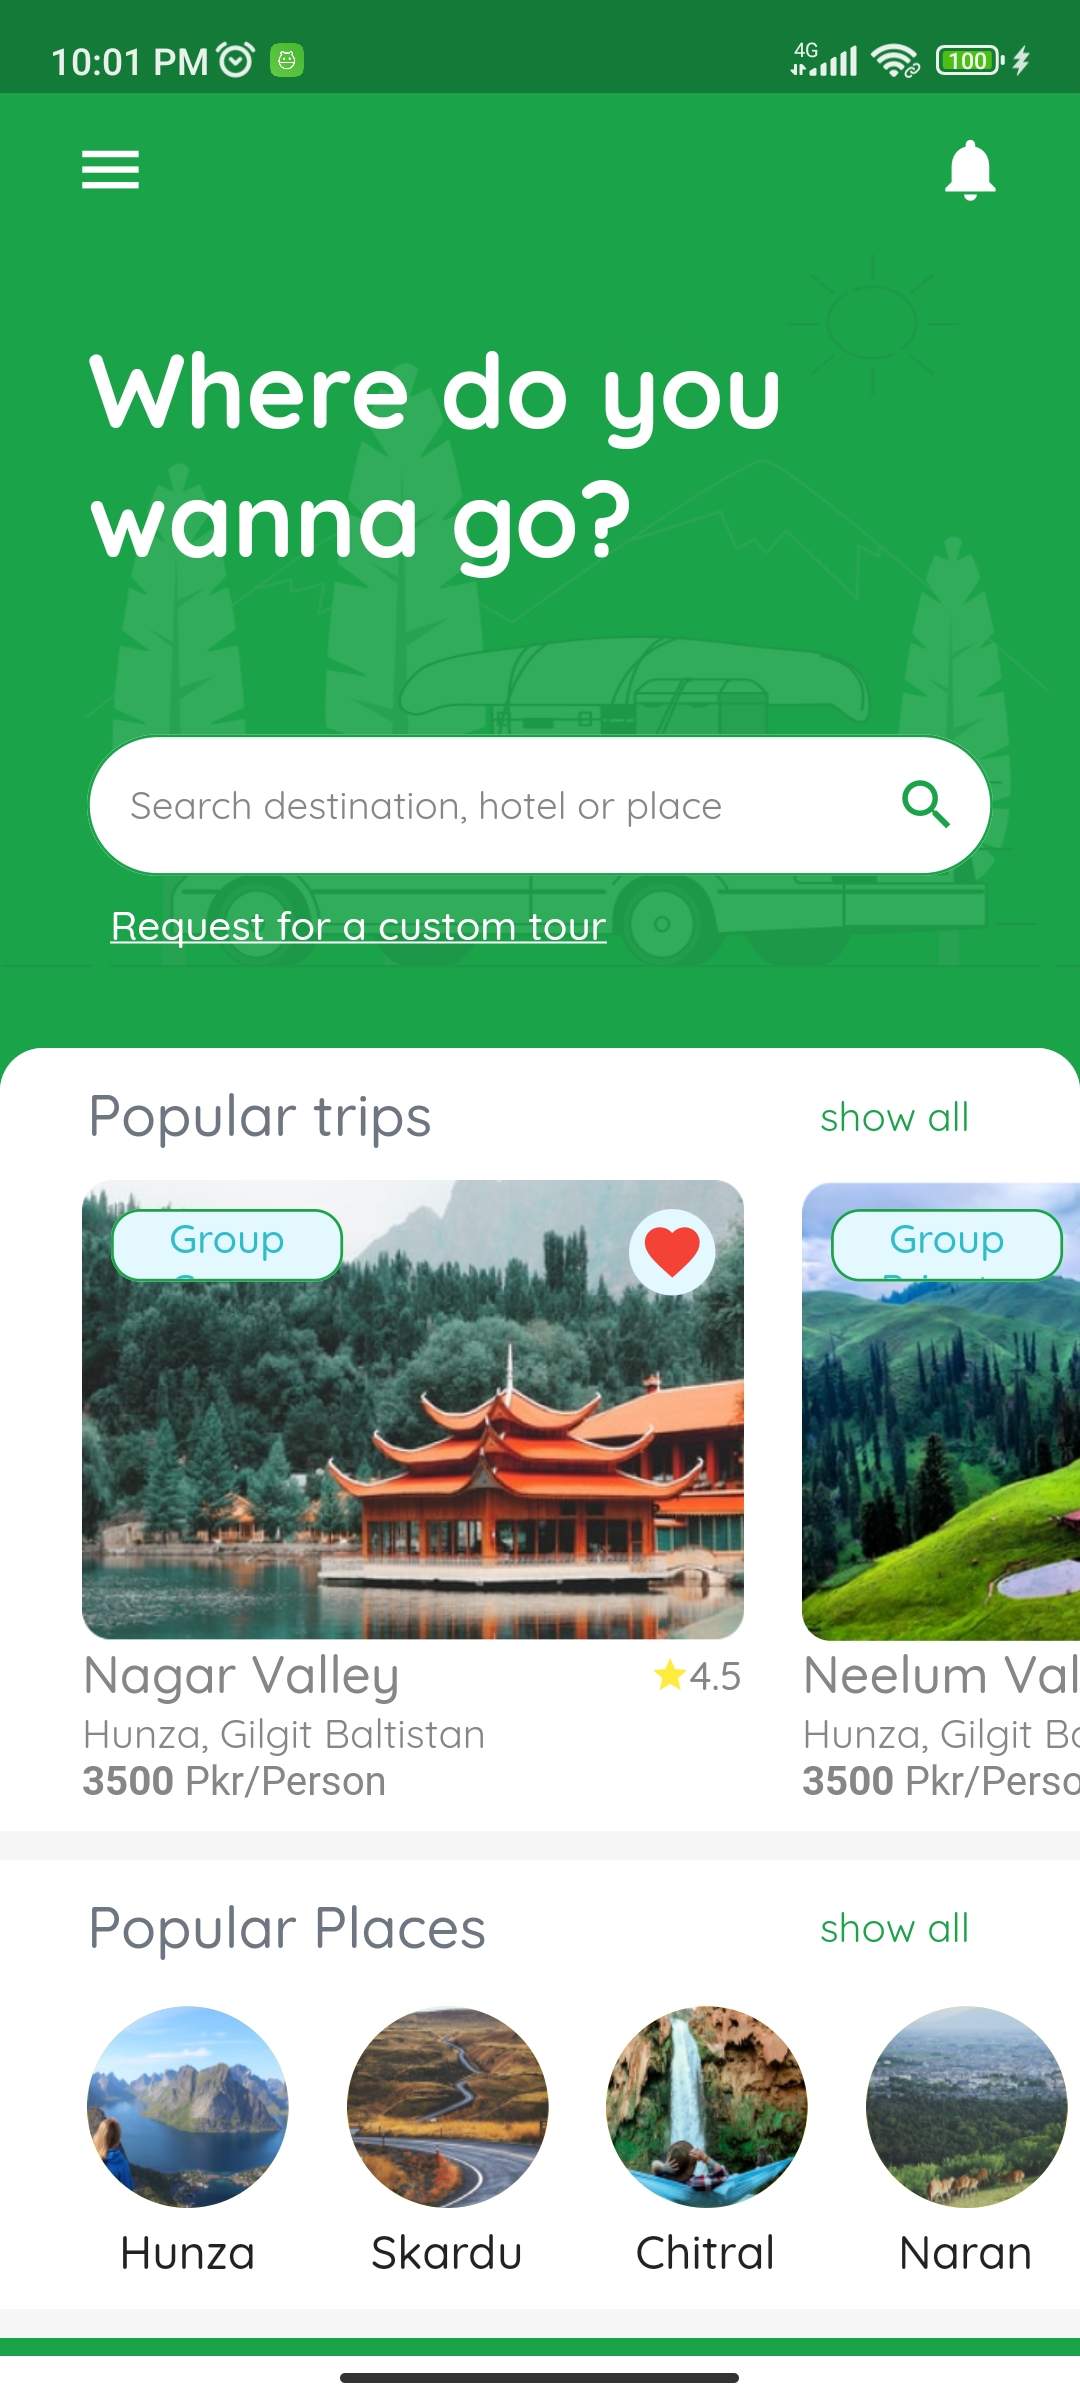 10:01 PM
4G
100
Where do you
wanna go?
Search destination, hotel or place
Request for a custom tour
Popular trips
show all
Group
Group
Nagar Valley
4.5
Neelum Val
Hunza, Gilgit Baltistan
Hunza, Gilgit Ba
3500 Pkr/Person
3500 Pkr/Perso
Popular Places
show all
Hunza
Skardu
Chitral
Naran